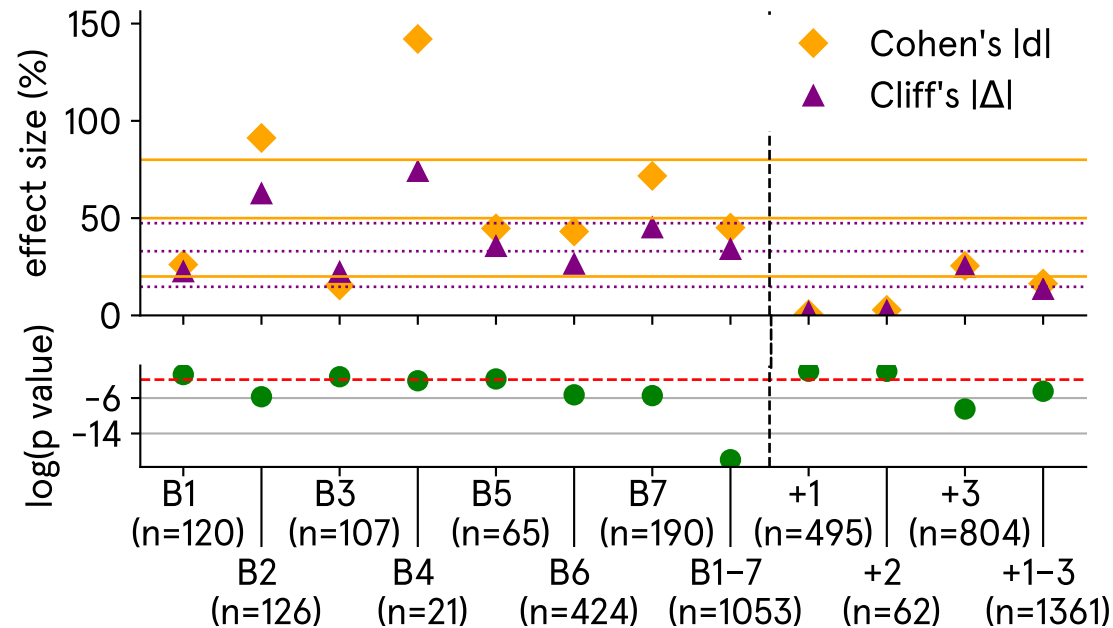 150
Cohen's |d|
Cliff's |Δ|
100
50
0
effect size (%)
−6
−14
log(p value)
B1 B3 B5 B7 +1 +3
(n=120) (n=107) (n=65) (n=190) (n=495) (n=804)
B2 B4 B6 B1−7 +2 +1−3
(n=126) (n=21) (n=424) (n=1053) (n=62) (n=1361)